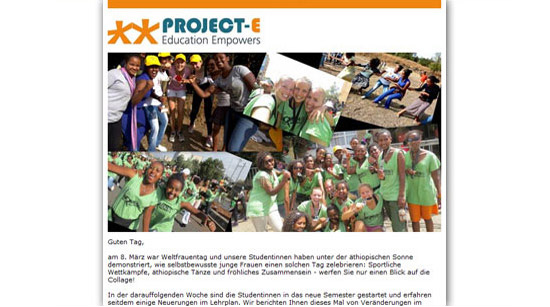 PROJECT-E
Education Empowers
Guten Tag,
am 8. März war Weltfrauentag und unsere Studentinnen haben unter der äthiopischen Sonne
demonstriert, wie selbstbewusste junge Frauen einen solchen Tag zelebrieren: Sportliche
Wettkämpfe, äthiopische Tänze und fröhliches Zusammensein - werfen Sie nur einen Blick auf die
Collage!
In der darauffolgenden Woche sind die Studentinnen in das neue Semester gestartet und erfahren
seitdem einige Neuerungen im Lehrplan. Wir berichten Ihnen dieses Mal von Veränderungen im